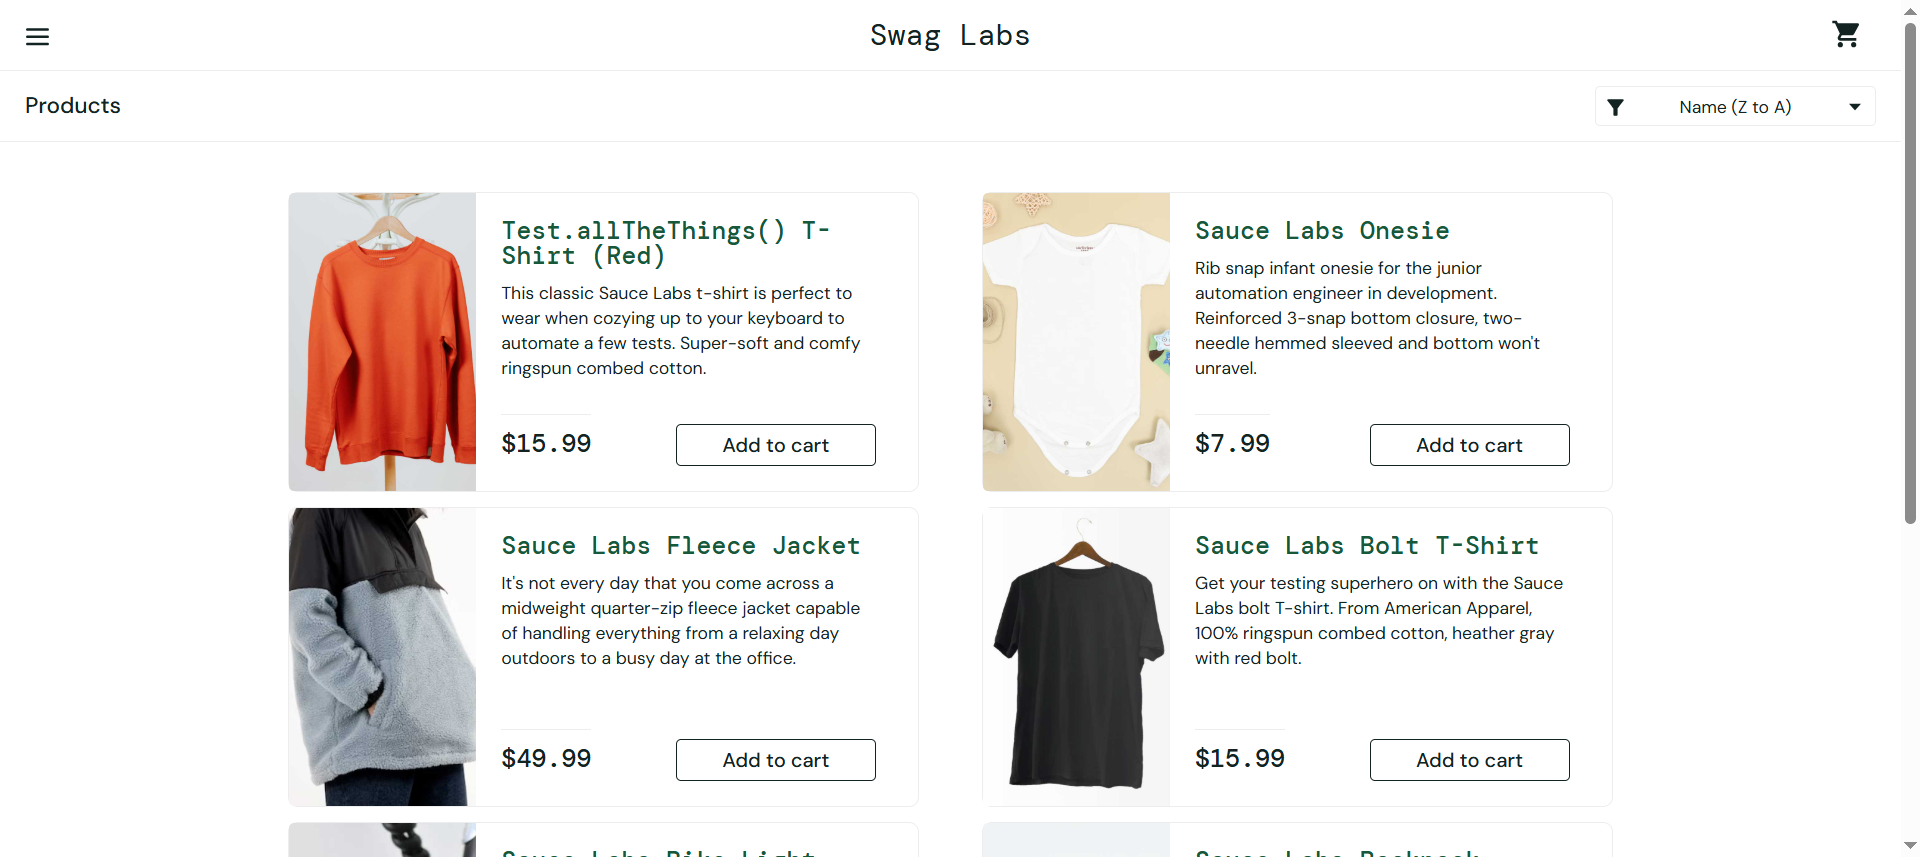 Swag Labs
Products
Name (Z to A)
Test.allTheThings() T-
Shirt (Red)
This classic Sauce Labs t-shirt is perfect to
wear when cozying up to your keyboard to
automate a few tests. Super-soft and comfy
ringspun combed cotton.
$15.99
Add to cart
Sauce Labs Onesie
Rib snap infant onesie for the junior
automation engineer in development.
Reinforced 3-snap bottom closure, two-
needle hemmed sleeved and bottom won't
unravel.
$7.99
Add to cart
Sauce Labs Fleece Jacket
It's not every day that you come across a
midweight quarter-zip fleece jacket capable
of handling everything from a relaxing day
outdoors to a busy day at the office.
$49.99
Add to cart
Sauce Labs Bolt T-Shirt
Get your testing superhero on with the Sauce
Labs bolt T-shirt. From American Apparel,
100% ringspun combed cotton, heather gray
with red bolt.
$15.99
Add to cart
Sauce Labs Bike Light
Sauce Labs Backpack